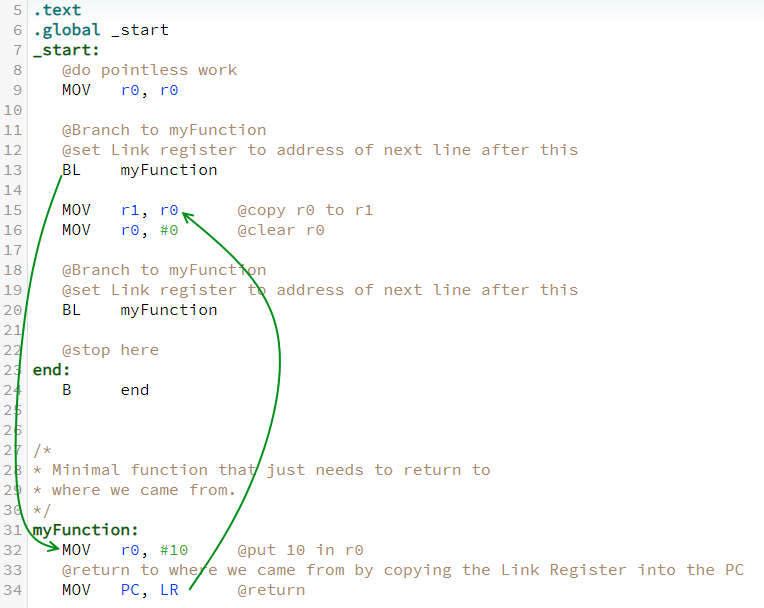 5 .text
6 .global _start
7 _start:
8 @do pointless work
9 MOV r0, r0
10
11 @Branch to myFunction
12 @set Link register to address of next line after this
13 BL myFunction
14
15 MOV r1, r0 @copy r0 to r1
16 MOV r0, #0 @clear r0
17
18 @Branch to myFunction
19 @set Link register to address of next line after this
20 BL myFunction
21
22 @stop here
23 end:
24 B end
25
26
27 /*
28 * Minimal function that just needs to return to
29 * where we came from.
30 */
31 myFunction:
32 MOV r0, #10 @put 10 in r0
33 @return to where we came from by copying the Link Register into the PC
34 MOV PC, LR @return